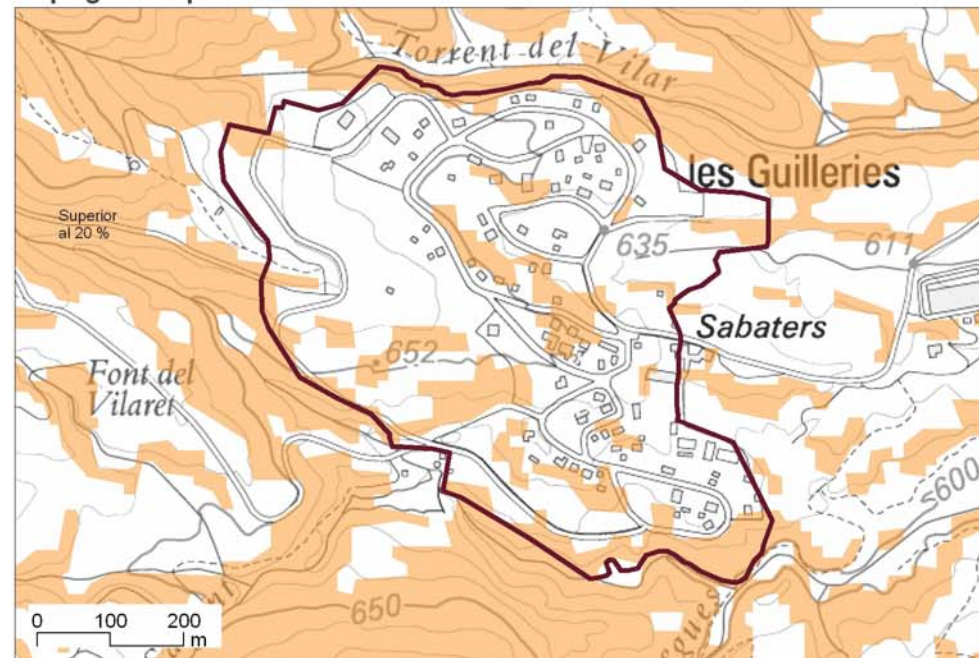 Torrent del Vilar
les Guilleries
Superior
al 20 %
635
611
Sabaters
652
Font del
Vilaret
600
650
0 100 200
m